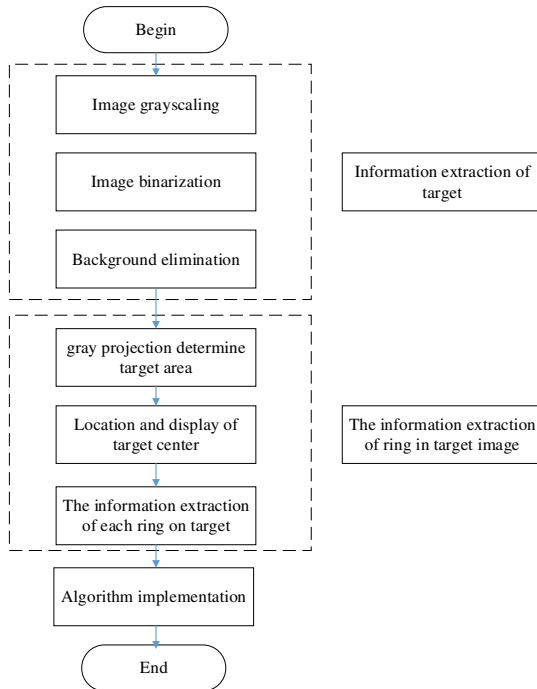 Begin
Image grayscaling
Image binarization
Information extraction of
target
Background elimination
gray projection determine
target area
Location and display of
target center
The information extraction
of ring in target image
The information extraction
of each ring on target
Algorithm implementation
End